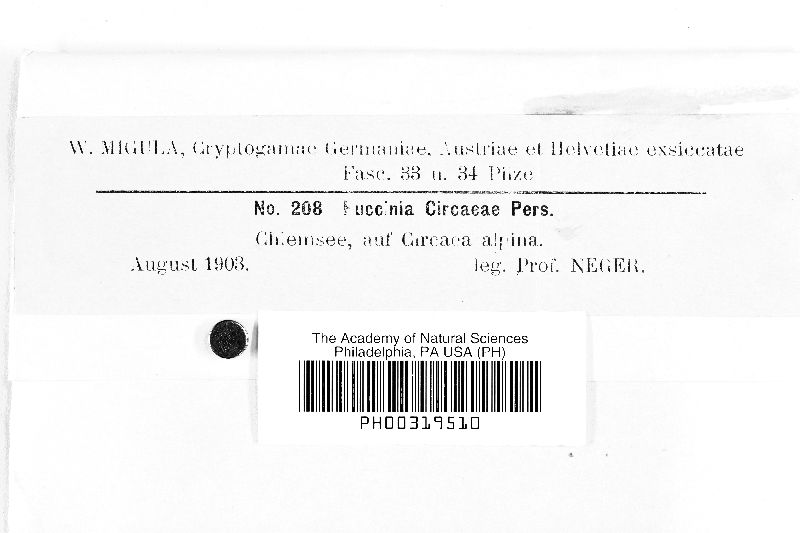 W. MIGULA, Cryptogamae Germaniae, Austriae et Helvetiae exsiccatae
Fasc. 33 u. 34 Pilze
No. 208 Puccinia Circaeae Pers.
Chiemsee, auf Circaea alpina.
August 1903. leg. Prof. NEGER.
The Academy of Natural Sciences
Philadelphia, PA USA (PH)
PH00319510